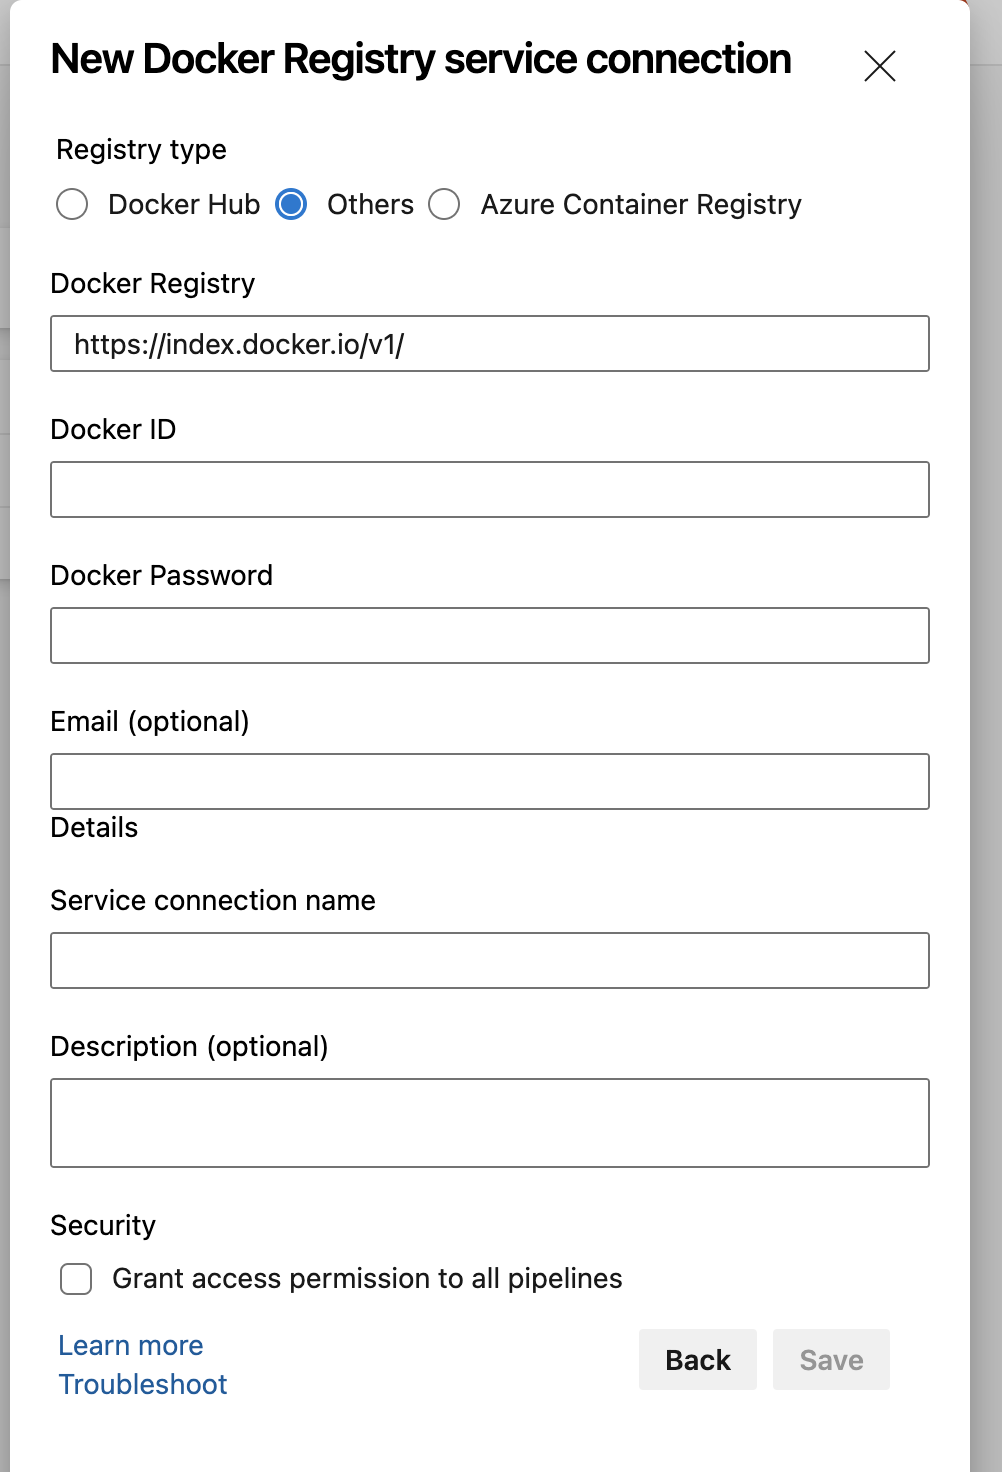 New Docker Registry service connection
Registry type
Docker Hub Others Azure Container Registry
Docker Registry
https://index.docker.io/v1/
Docker ID
Docker Password
Email (optional)
Details
Service connection name
Description (optional)
Security
Grant access permission to all pipelines
Learn more
Troubleshoot
Back Save